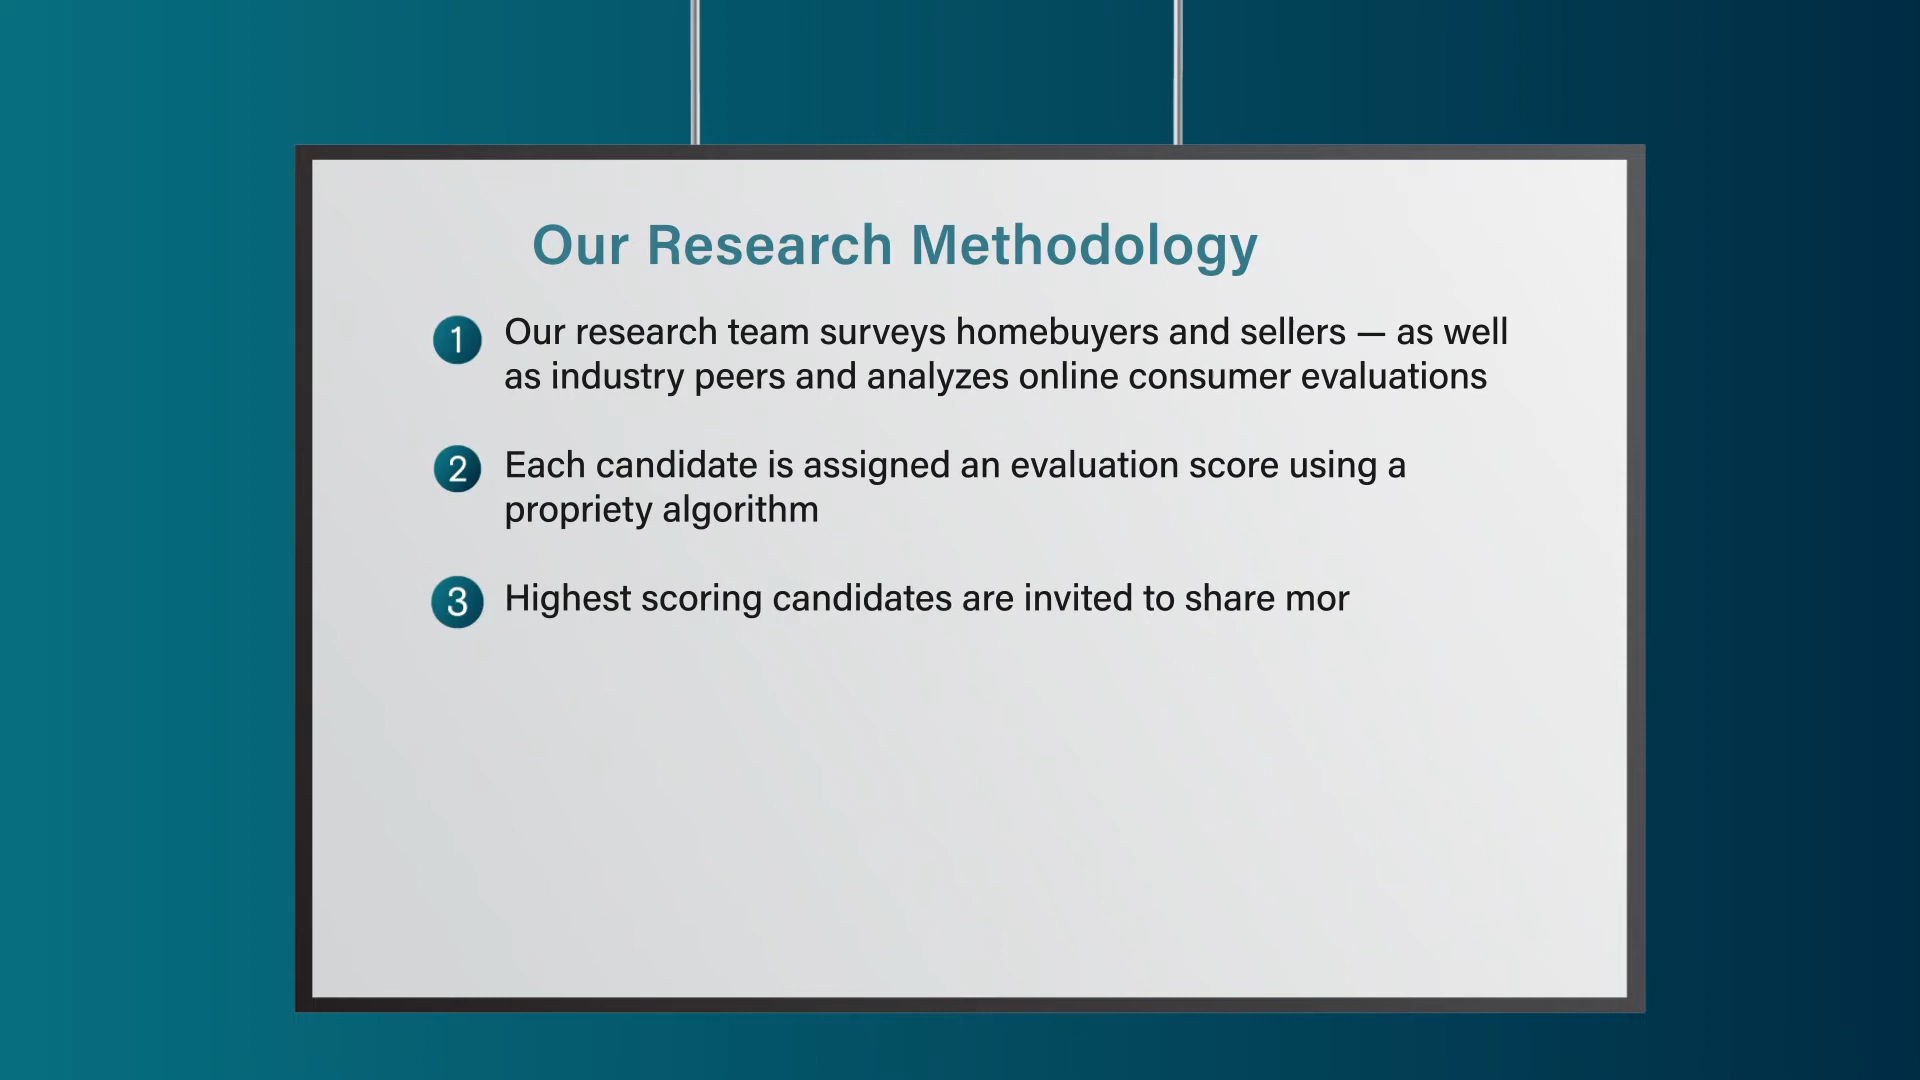 Our Research Methodology
1 Our research team surveys homebuyers and sellers — as well
as industry peers and analyzes online consumer evaluations
2 Each candidate is assigned an evaluation score using a
propriety algorithm
3 Highest scoring candidates are invited to share mor